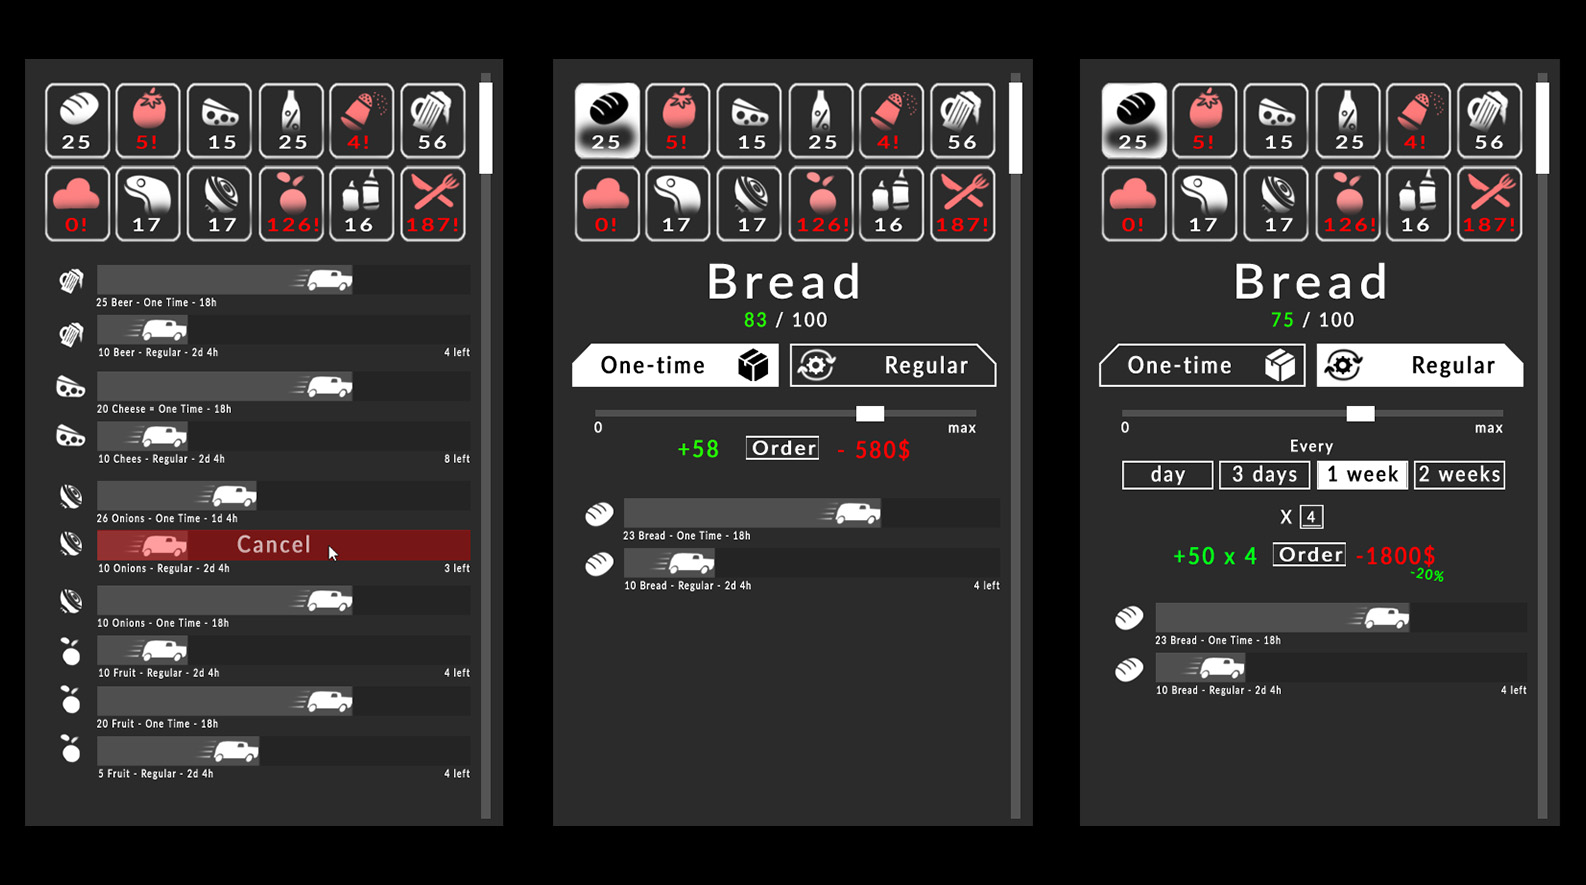 25 5! 15 25 4! 56
0! 17 17 126! 16 187!
25 Beer - One Time - 18h
10 Beer - Regular - 2d 4h 4 left
20 Cheese = One Time - 18h
10 Chees - Regular - 2d 4h 8 left
26 Onions - One Time - 1d 4h
Cancel
10 Onions - Regular - 2d 4h 3 left
10 Onions - One Time - 18h
10 Fruit - Regular - 2d 4h 4 left
20 Fruit - One Time - 18h
5 Fruit - Regular - 2d 4h 4 left
25 5! 15 25 4! 56
0! 17 17 126! 16 187!
Bread
83 / 100
One-time Regular
0 max
+58 Order - 580$
23 Bread - One Time - 18h
10 Bread - Regular - 2d 4h 4 left
25 5! 15 25 4! 56
0! 17 17 126! 16 187!
Bread
75 / 100
One-time Regular
0 max
Every
day 3 days 1 week 2 weeks
X 4
+50 x 4 Order -1800$
-20%
23 Bread - One Time - 18h
10 Bread - Regular - 2d 4h 4 left